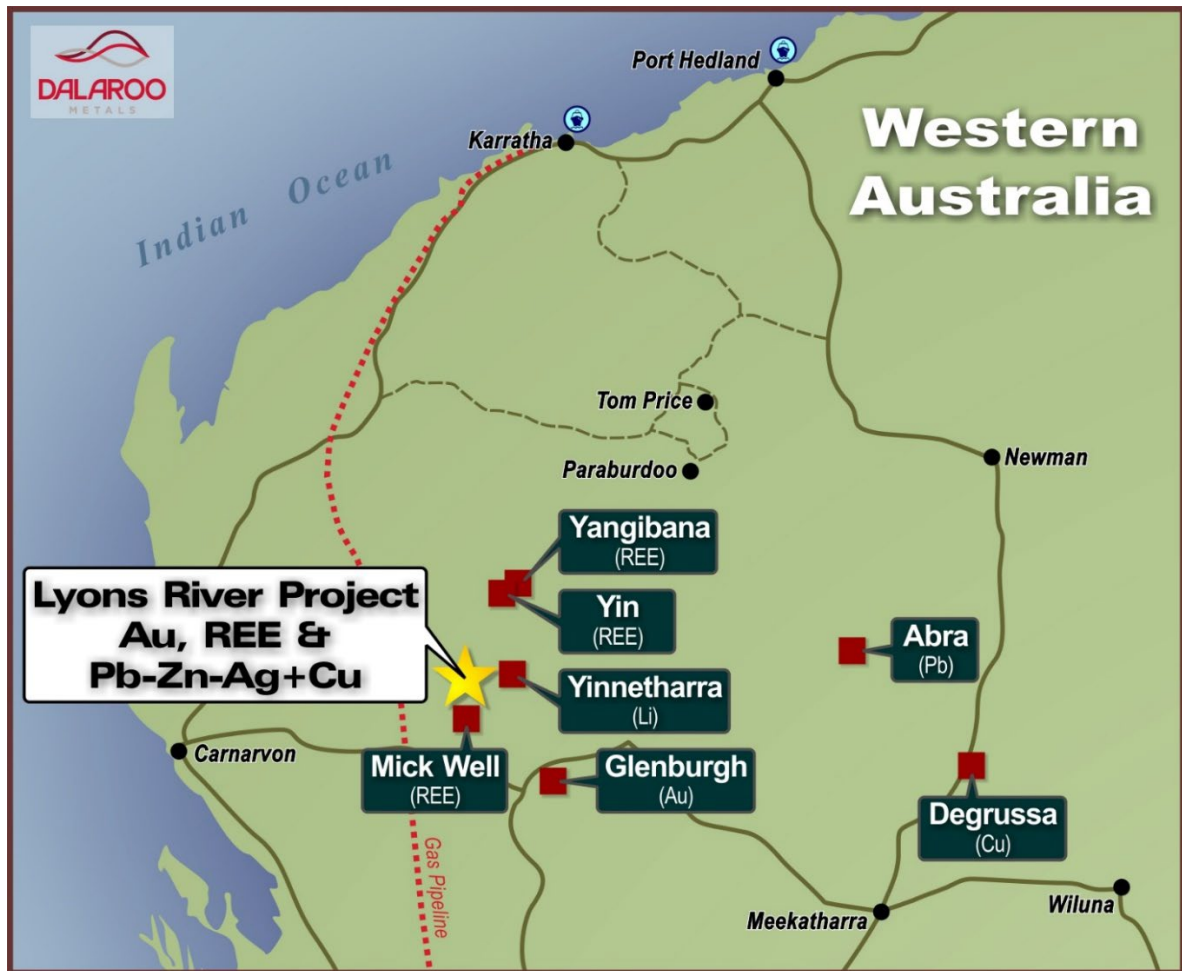 DALAROO
METALS
Port Hedland
Karratha
Western
Australia
Indian Ocean
Tom Price
Paraburdoo
Newman
Yangibana
(REE)
Yin
(REE)
Lyons River Project
Au, REE &
Pb-Zn-Ag+Cu
Abra
(Pb)
Yinnetharra
(Li)
Carnarvon
Mick Well
(REE)
Glenburgh
(Au)
Degrussa
(Cu)
Gas Pipeline
Meekatharra
Wiluna